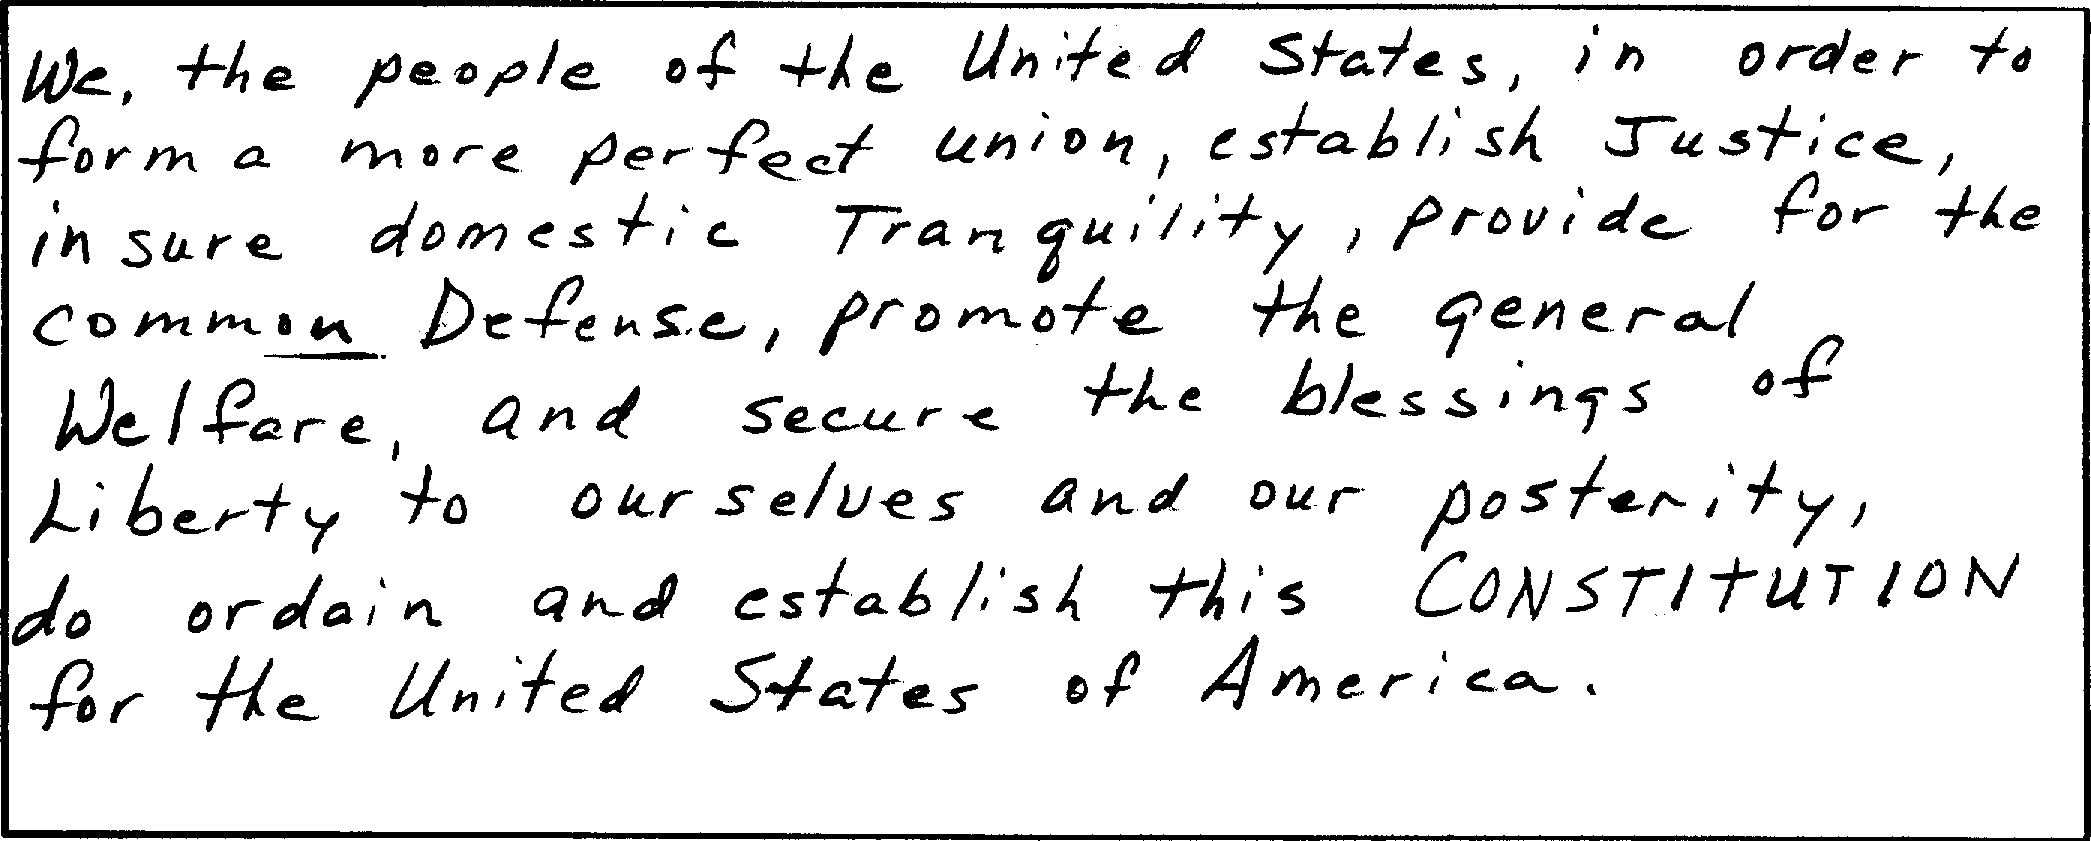 We, the people of the United States, in order to
form a more perfect union, establish Justice,
insure domestic Tranquility, provide for the
common Defense, promote the general
Welfare, and secure the blessings of
Liberty to ourselves and our posterity,
do ordain and establish this CONSTITUTION
for the United States of America.